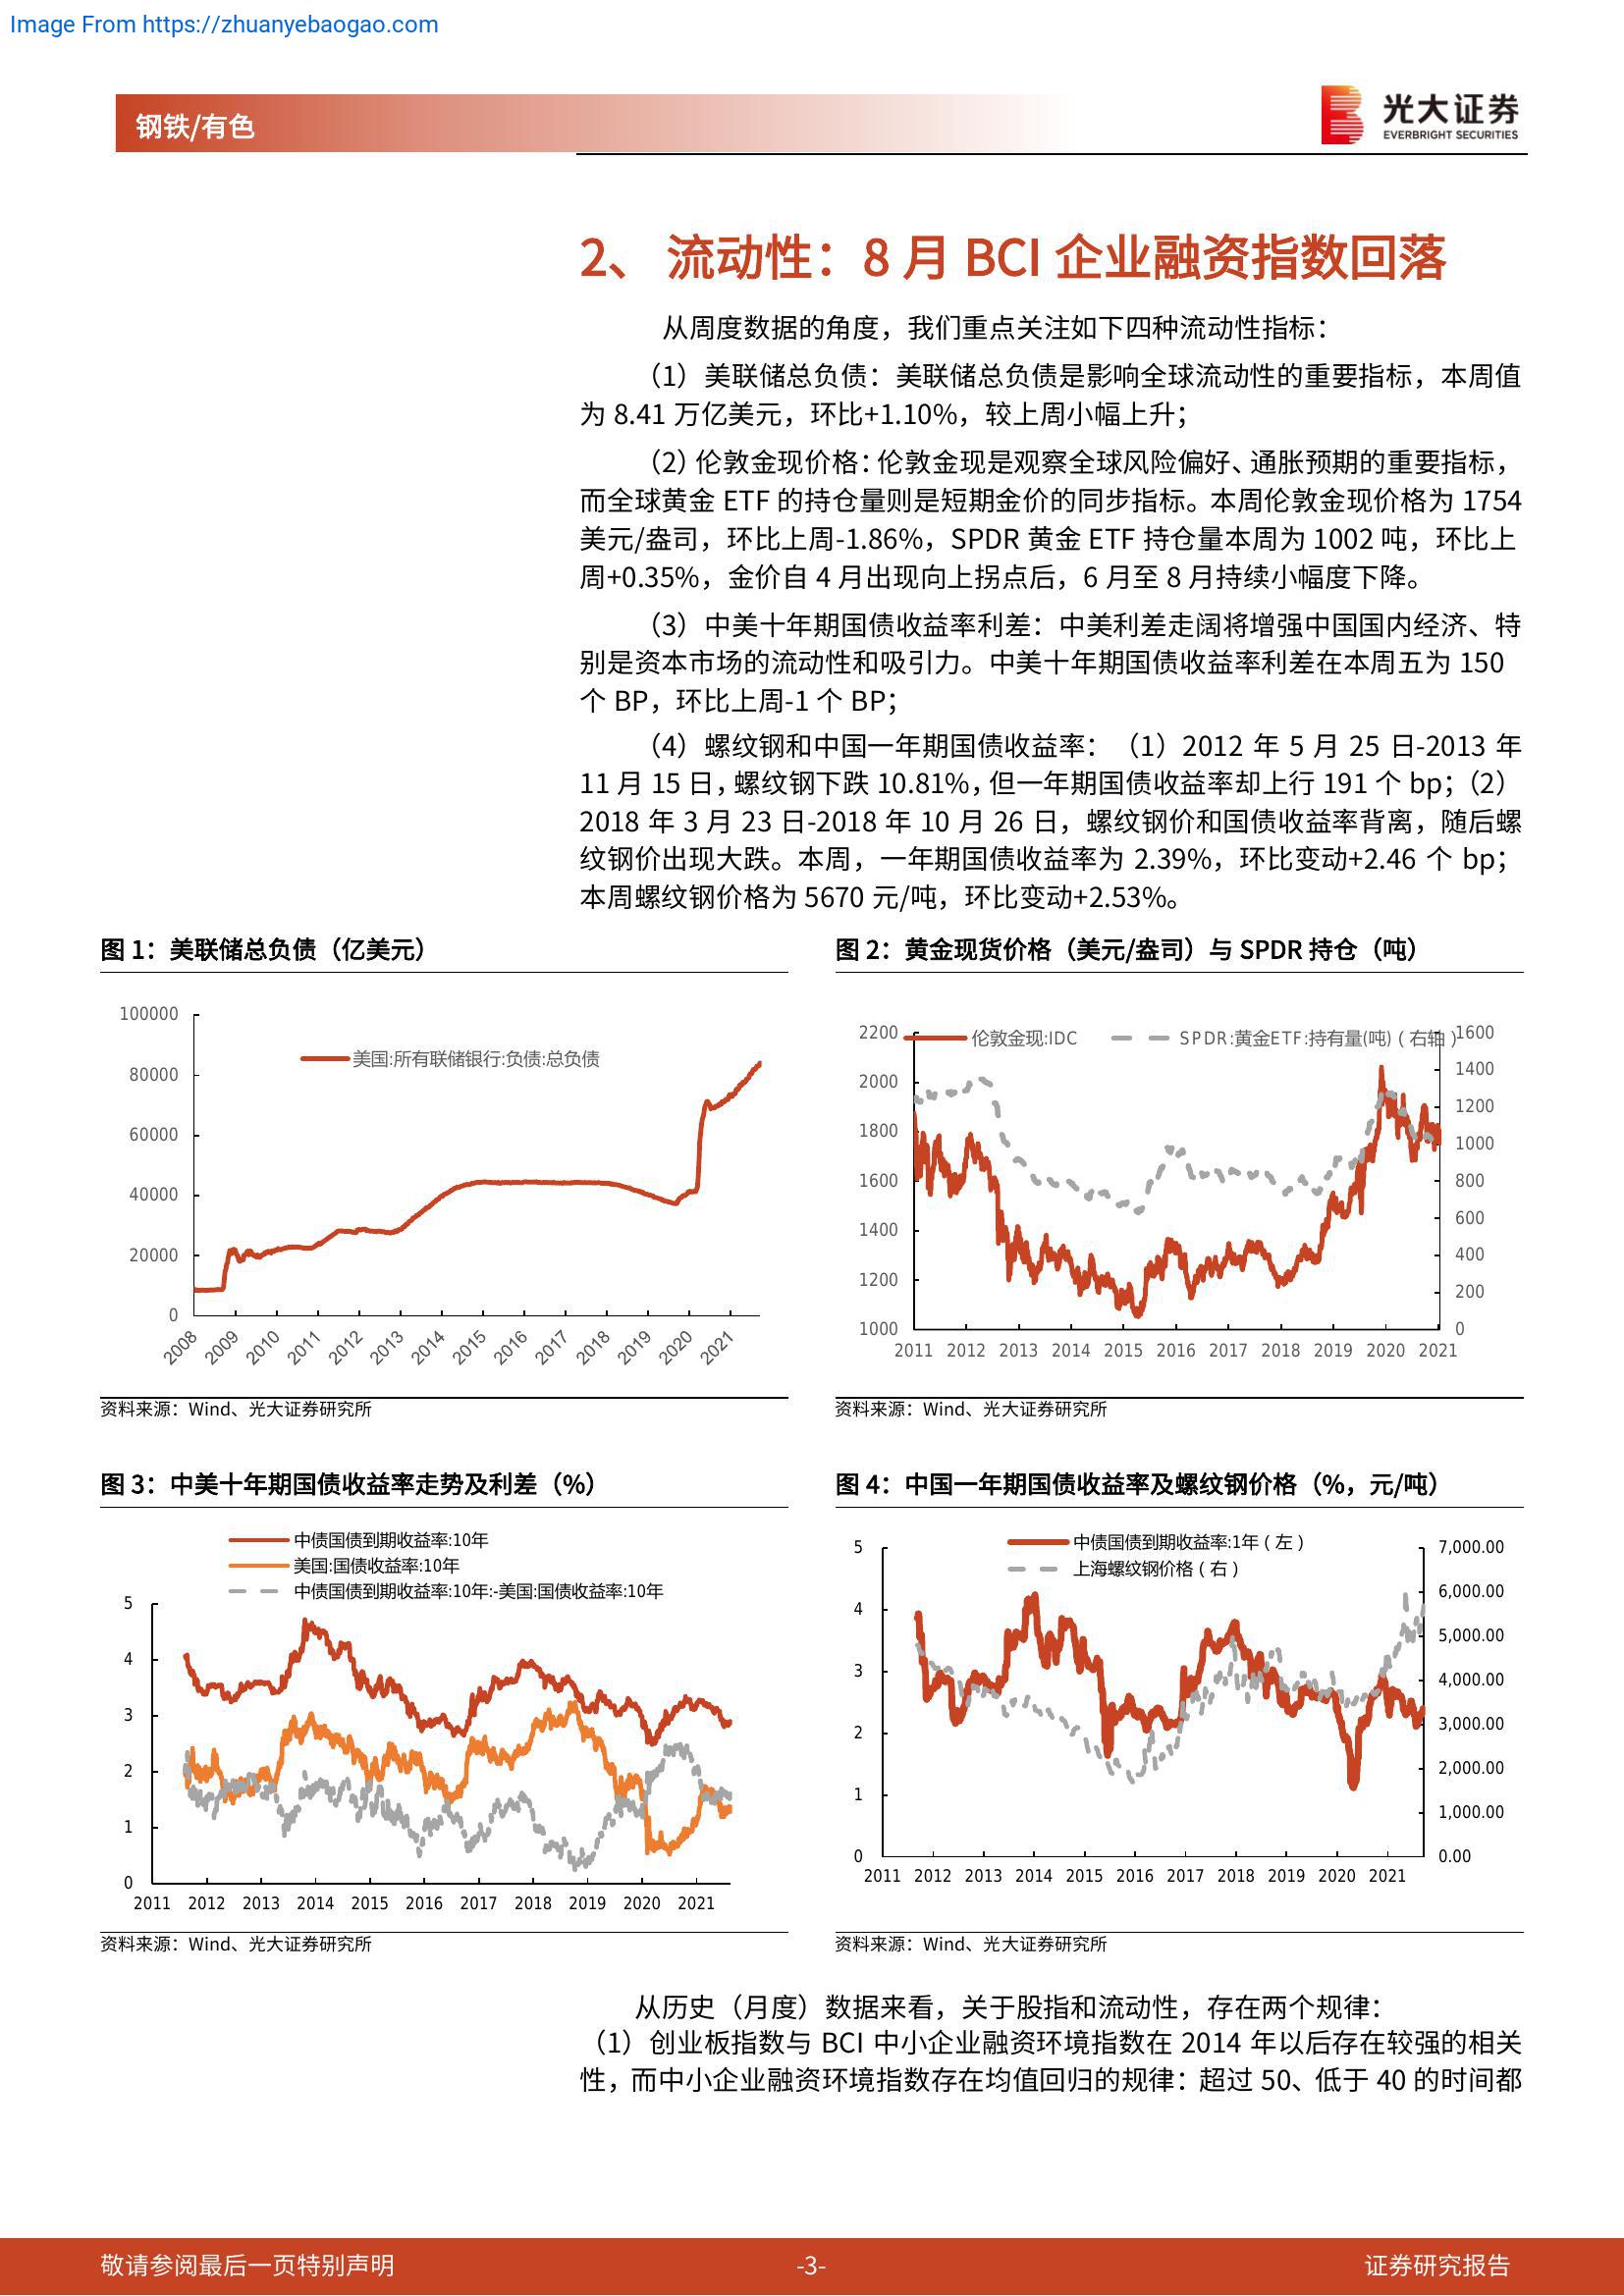 Image From https://zhuanyebaogao.com
钢铁/有色
光大证券
EVERBRIGHT SECURITIES
2、 流动性：8 月 BCI 企业融资指数回落
从周度数据的角度，我们重点关注如下四种流动性指标：
（1）美联储总负债：美联储总负债是影响全球流动性的重要指标，本周值
为 8.41 万亿美元，环比+1.10%，较上周小幅上升；
（2）伦敦金现价格：伦敦金现是观察全球风险偏好、通胀预期的重要指标，
而全球黄金 ETF 的持仓量则是短期金价的同步指标。本周伦敦金现价格为 1754
美元/盎司，环比上周-1.86%，SPDR 黄金 ETF 持仓量本周为 1002 吨，环比上
周+0.35%，金价自 4 月出现向上拐点后，6 月至 8 月持续小幅度下降。
（3）中美十年期国债收益率利差：中美利差走阔将增强中国国内经济、特
别是资本市场的流动性和吸引力。中美十年期国债收益率利差在本周五为 150
个 BP，环比上周-1 个 BP；
（4）螺纹钢和中国一年期国债收益率：（1）2012 年 5 月 25 日-2013 年
11 月 15 日，螺纹钢下跌 10.81%，但一年期国债收益率却上行 191 个 bp；（2）
2018 年 3 月 23 日-2018 年 10 月 26 日，螺纹钢价和国债收益率背离，随后螺
纹钢价出现大跌。本周，一年期国债收益率为 2.39%，环比变动+2.46 个 bp；
本周螺纹钢价格为 5670 元/吨，环比变动+2.53%。
图 1：美联储总负债（亿美元）
100000
80000
60000
40000
20000
0
美国:所有联储银行:负债:总负债
2008 2009 2010 2011 2012 2013 2014 2015 2016 2017 2018 2019 2020 2021
资料来源：Wind、光大证券研究所
图 2：黄金现货价格（美元/盎司）与 SPDR 持仓（吨）
伦敦金现:IDC
SPDR:黄金ETF:持有量(吨)（右轴）
2200
2000
1800
1600
1400
1200
1000
1600
1400
1200
1000
800
600
400
200
0
2011 2012 2013 2014 2015 2016 2017 2018 2019 2020 2021
资料来源：Wind、光大证券研究所
图 3：中美十年期国债收益率走势及利差（%）
中债国债到期收益率:10年
美国:国债收益率:10年
中债国债到期收益率:10年:-美国:国债收益率:10年
5
4
3
2
1
0
2011 2012 2013 2014 2015 2016 2017 2018 2019 2020 2021
资料来源：Wind、光大证券研究所
图 4：中国一年期国债收益率及螺纹钢价格（%，元/吨）
中债国债到期收益率:1年（左）
上海螺纹钢价格（右）
5
4
3
2
1
0
7,000.00
6,000.00
5,000.00
4,000.00
3,000.00
2,000.00
1,000.00
0.00
2011 2012 2013 2014 2015 2016 2017 2018 2019 2020 2021
资料来源：Wind、光大证券研究所
从历史（月度）数据来看，关于股指和流动性，存在两个规律：
（1）创业板指数与 BCI 中小企业融资环境指数在 2014 年以后存在较强的相关
性，而中小企业融资环境指数存在均值回归的规律：超过 50、低于 40 的时间都
敬请参阅最后一页特别声明
-3-
证券研究报告